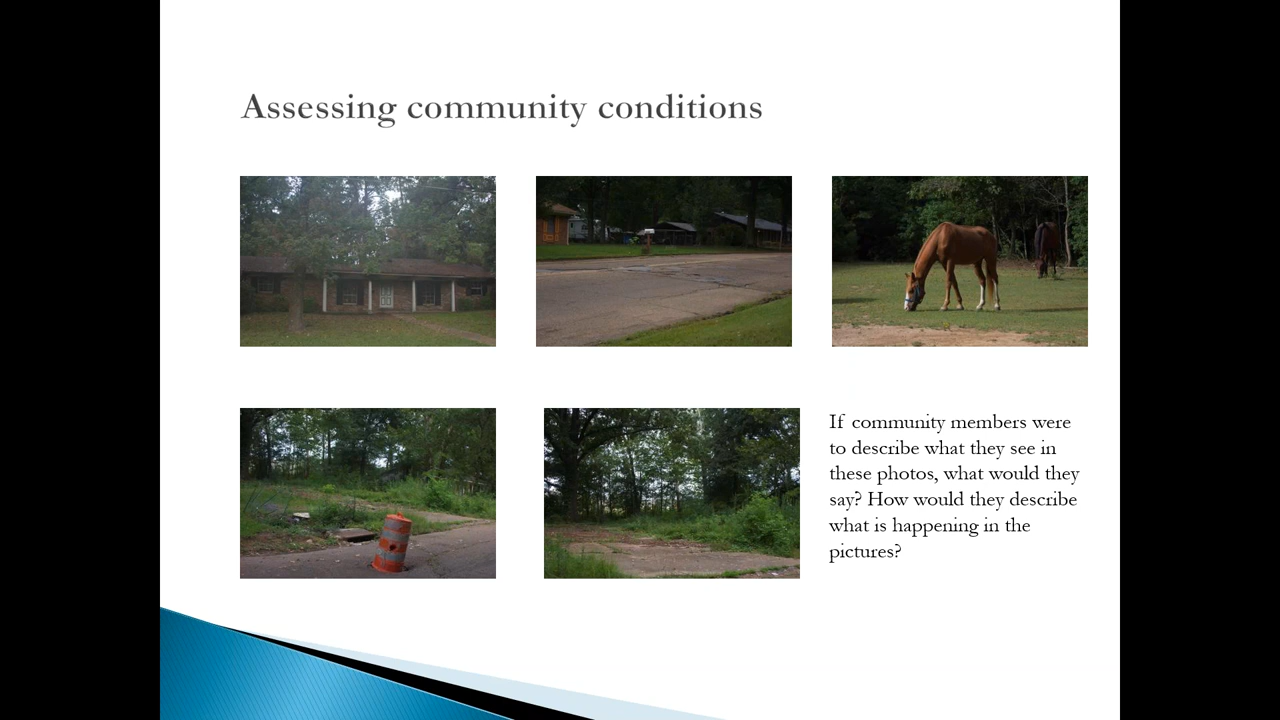 Assessing community conditions
If community members were
to describe what they see in
these photos, what would they
say? How would they describe
what is happening in the
pictures?